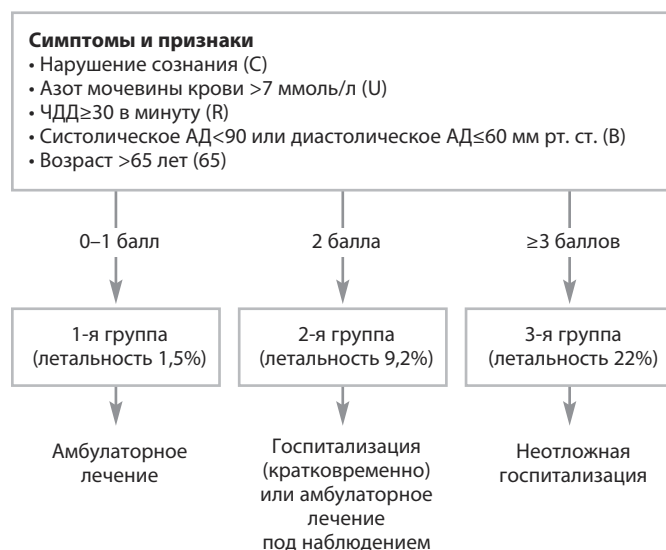 Симптомы и признаки
• Нарушение сознания (C)
• Азот мочевины крови >7 ммоль/л (U)
• ЧДД≥30 в минуту (R)
• Систолическое АД<90 или диастолическое АД≤60 мм рт. ст. (B)
• Возраст >65 лет (65)
0–1 балл
2 балла
≥3 баллов
1-я группа
(летальность 1,5%)
2-я группа
(летальность 9,2%)
3-я группа
(летальность 22%)
Амбулаторное
лечение
Госпитализация
(кратковременно)
или амбулаторное
лечение
под наблюдением
Неотложная
госпитализация